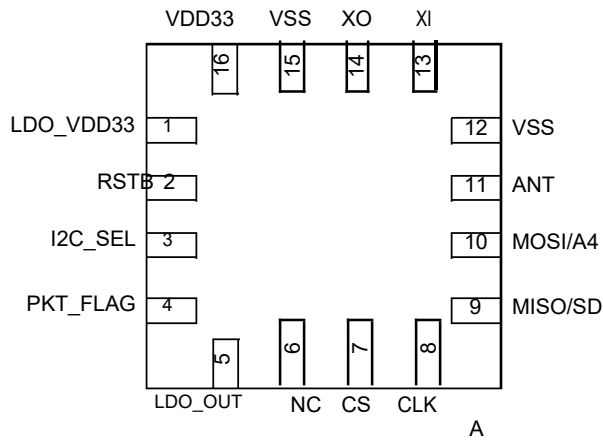 VDD33 VSS XO XI
16 15 14 13
LDO_VDD33 1 12 VSS
RSTB 2 11 ANT
I2C_SEL 3 10 MOSI/A4
PKT_FLAG 4 9 MISO/SD
5 6 7 8
LDO_OUT NC CS CLK
A